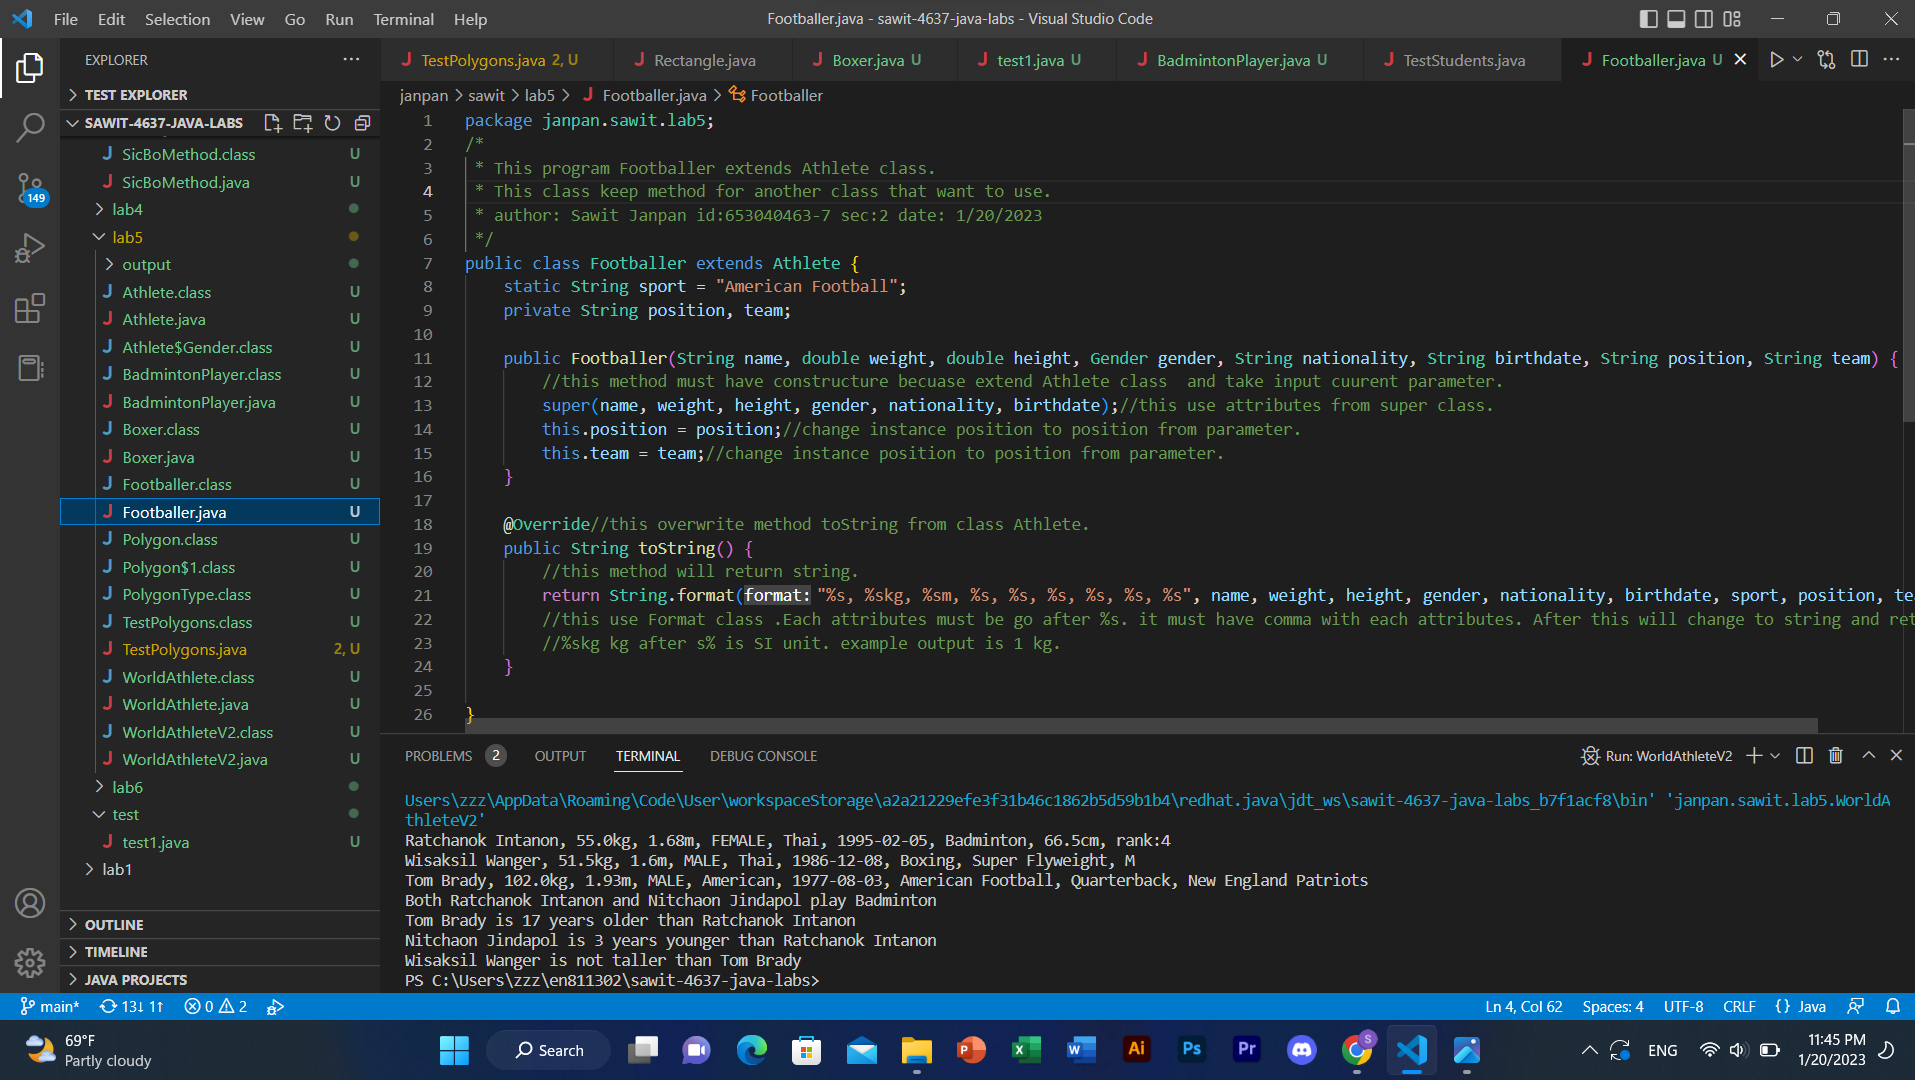 File Edit Selection View Go Run Terminal Help
Footballer.java - sawit-4637-java-labs - Visual Studio Code
EXPLORER
TEST EXPLORER
SAWIT-4637-JAVA-LABS
SicBoMethod.class U
SicBoMethod.java U
lab4
lab5
output
Athlete.class U
Athlete.java U
Athlete$Gender.class U
BadmintonPlayer.class U
BadmintonPlayer.java U
Boxer.class U
Boxer.java U
Footballer.class U
Footballer.java U
Polygon.class U
Polygon$1.class U
PolygonType.class U
TestPolygons.class U
TestPolygons.java 2, U
WorldAthlete.class U
WorldAthlete.java U
WorldAthleteV2.class U
WorldAthleteV2.java U
lab6
test
test1.java U
lab1
OUTLINE
TIMELINE
JAVA PROJECTS
149
TestPolygons.java 2, U Rectangle.java Boxer.java U test1.java U BadmintonPlayer.java U TestStudents.java Footballer.java U
janpan > sawit > lab5 > Footballer.java > Footballer
1 package janpan.sawit.lab5;
2 /*
3 * This program Footballer extends Athlete class.
4 * This class keep method for another class that want to use.
5 * author: Sawit Janpan id:653040463-7 sec:2 date: 1/20/2023
6 */
7 public class Footballer extends Athlete {
8 static String sport = "American Football";
9 private String position, team;
10
11 public Footballer(String name, double weight, double height, Gender gender, String nationality, String birthdate, String position, String team) {
12 //this method must have constructure becuase extend Athlete class  and take input cuurent parameter.
13 super(name, weight, height, gender, nationality, birthdate);//this use attributes from super class.
14 this.position = position;//change instance position to position from parameter.
15 this.team = team;//change instance position to position from parameter.
16 }
17
18 @Override//this overwrite method toString from class Athlete.
19 public String toString() {
20 //this method will return string.
21 return String.format(format: "%s, %skg, %sm, %s, %s, %s, %s, %s, %s", name, weight, height, gender, nationality, birthdate, sport, position, te
22 //this use Format class .Each attributes must be go after %s. it must have comma with each attributes. After this will change to string and ret
23 //%skg kg after s% is SI unit. example output is 1 kg.
24 }
25
26 }
PROBLEMS 2 OUTPUT TERMINAL DEBUG CONSOLE
Run: WorldAthleteV2
Users\zzz\AppData\Roaming\Code\User\workspaceStorage\a2a21229efe3f31b46c1862b5d59b1b4\redhat.java\jdt_ws\sawit-4637-java-labs_b7f1acf8\bin' 'janpan.sawit.lab5.WorldA
thleteV2'
Ratchanok Intanon, 55.0kg, 1.68m, FEMALE, Thai, 1995-02-05, Badminton, 66.5cm, rank:4
Wisaksil Wanger, 51.5kg, 1.6m, MALE, Thai, 1986-12-08, Boxing, Super Flyweight, M
Tom Brady, 102.0kg, 1.93m, MALE, American, 1977-08-03, American Football, Quarterback, New England Patriots
Both Ratchanok Intanon and Nitchaon Jindapol play Badminton
Tom Brady is 17 years older than Ratchanok Intanon
Nitchaon Jindapol is 3 years younger than Ratchanok Intanon
Wisaksil Wanger is not taller than Tom Brady
PS C:\Users\zzz\en811302\sawit-4637-java-labs>
main* 13↓ 1↑ 0 2
Ln 4, Col 62 Spaces: 4 UTF-8 CRLF {} Java
69°F
Partly cloudy
Search
Ai Ps Pr
S
ENG
11:45 PM
1/20/2023